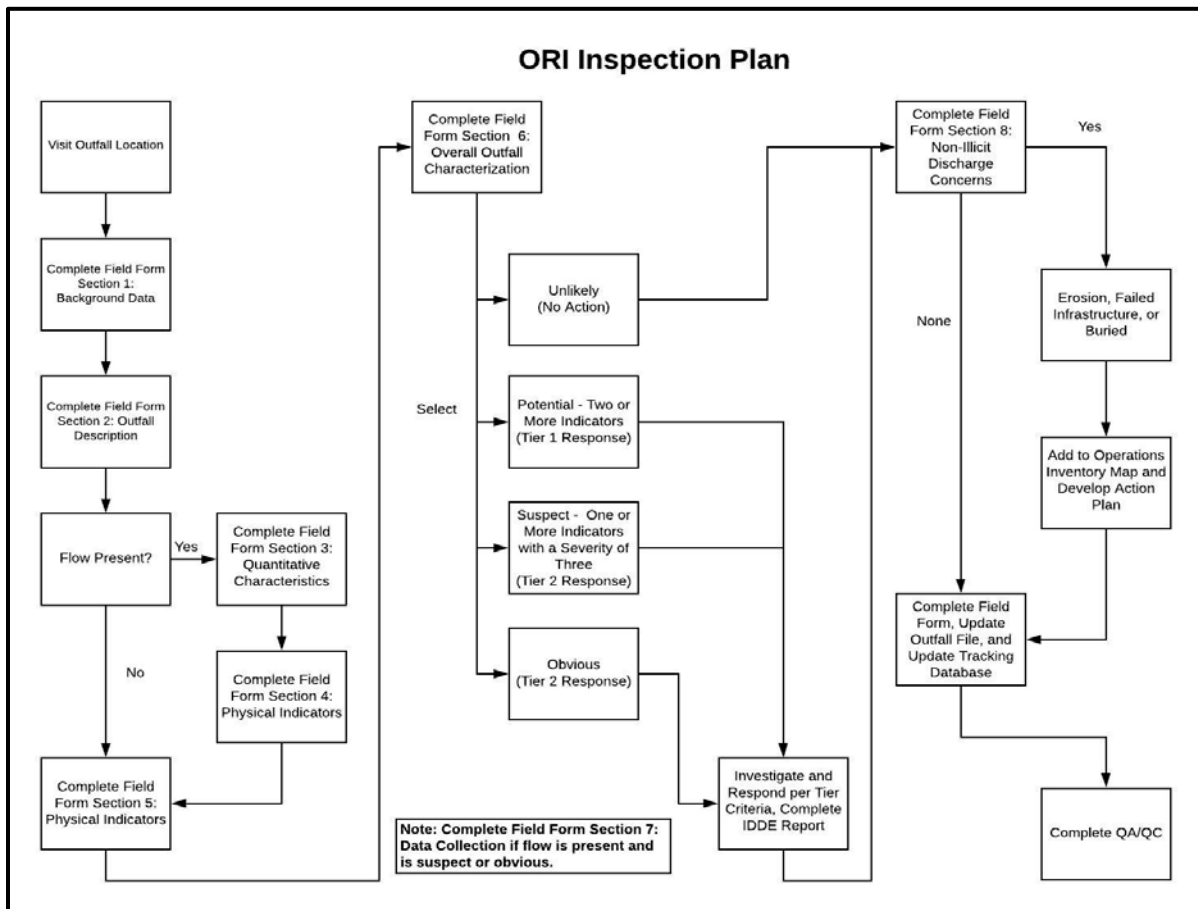 ORI Inspection Plan
Visit Outfall Location
Complete Field Form
Section 1:
Background Data
Complete Field Form
Section 2: Outfall
Description
Flow Present?
Yes
No
Complete Field
Form Section 3:
Quantitative
Characteristics
Complete Field
Form Section 4:
Physical Indicators
Complete Field
Form Section 5:
Physical Indicators
Complete Field
Form Section  6:
Overall Outfall
Characterization
Select
Unlikely
(No Action)
Potential - Two or
More Indicators
(Tier 1 Response)
Suspect -  One or
More Indicators
with a Severity of
Three
(Tier 2 Response)
Obvious
(Tier 2 Response)
Investigate and
Respond per Tier
Criteria, Complete
IDDE Report
Note: Complete Field Form Section 7:
Data Collection if flow is present and
is suspect or obvious.
Complete Field
Form Section 8:
Non-Illicit
Discharge
Concerns
Yes
None
Erosion, Failed
Infrastructure, or
Buried
Add to Operations
Inventory Map and
Develop Action
Plan
Complete Field
Form, Update
Outfall File, and
Update Tracking
Database
Complete QA/QC